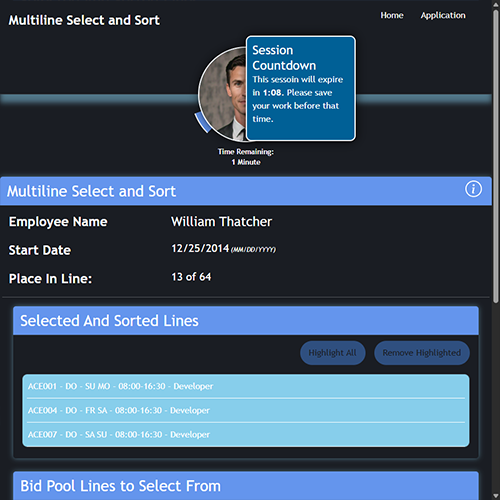 Multiline Select and Sort
Home Application
Session
Countdown
This sessoin will expire
in 1:08. Please save
your work before that
time.
Time Remaining:
1 Minute
Multiline Select and Sort
i
Employee Name William Thatcher
Start Date 12/25/2014 (MM/DD/YYYY)
Place In Line: 13 of 64
Selected And Sorted Lines
Highlight All Remove Highlighted
ACE001 - DO - SU MO - 08:00-16:30 - Developer
ACE004 - DO - FR SA - 08:00-16:30 - Developer
ACE007 - DO - SA SU - 08:00-16:30 - Developer
Bid Pool Lines to Select From